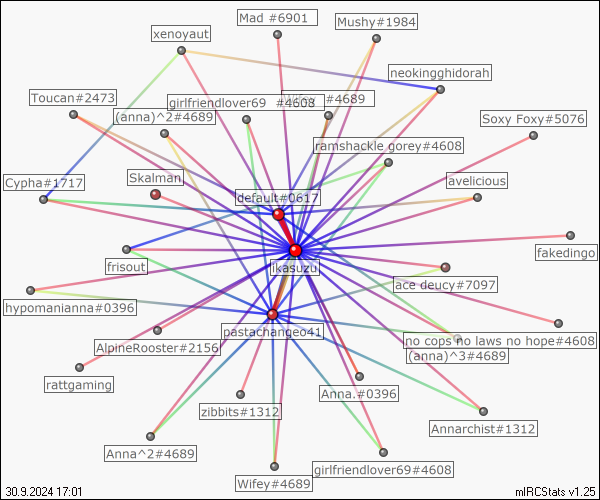 Mad #6901
Mushy#1984
xenoyaut
neokingghidorah
Toucan#2473
girlfriendlover69 #4608
#4689
(anna)^2#4689
Soxy Foxy#5076
ramshackle gorey#4608
Cypha#1717
Skalman
default#0617
avelicious
fakedingo
frisout
likasuzu
ace deucy#7097
hypomanianna#0396
pastachangeo41
AlpineRooster#2156
no cops no laws no hope#4608
(anna)^3#4689
rattgaming
Anna.#0396
zibbits#1312
Annarchist#1312
Anna^2#4689
girlfriendlover69#4608
Wifey#4689
30.9.2024 17:01
mIRCStats v1.25